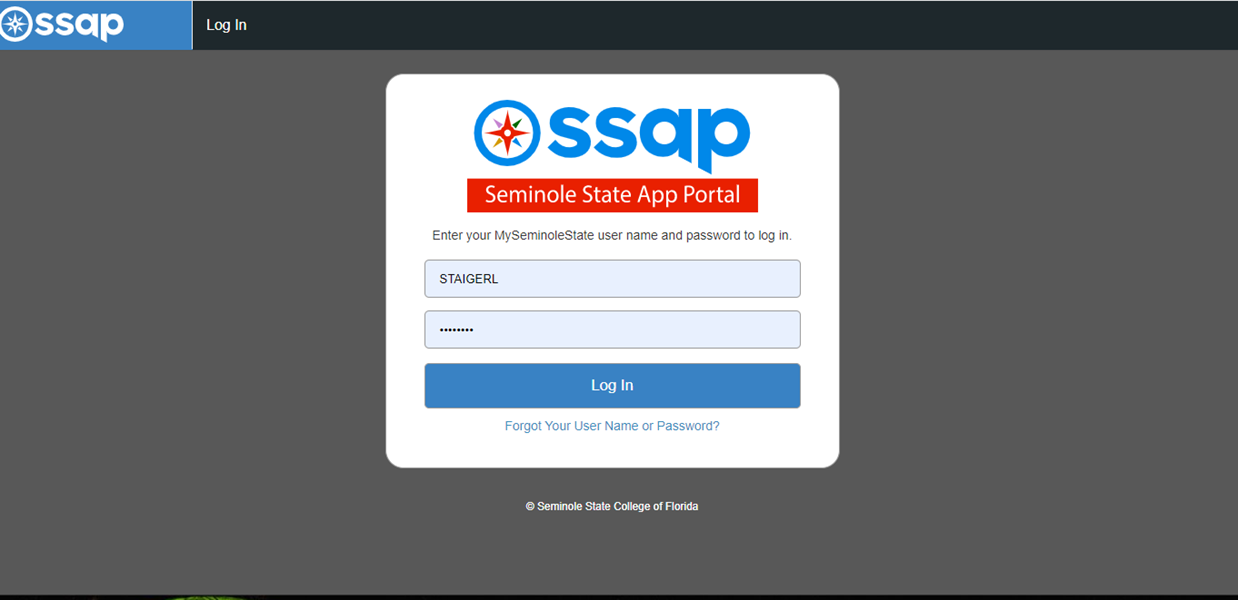 ssap Log In
ssap
Seminole State App Portal
Enter your MySeminoleState user name and password to log in.
STAIGERL
••••••••
Log In
Forgot Your User Name or Password?
© Seminole State College of Florida